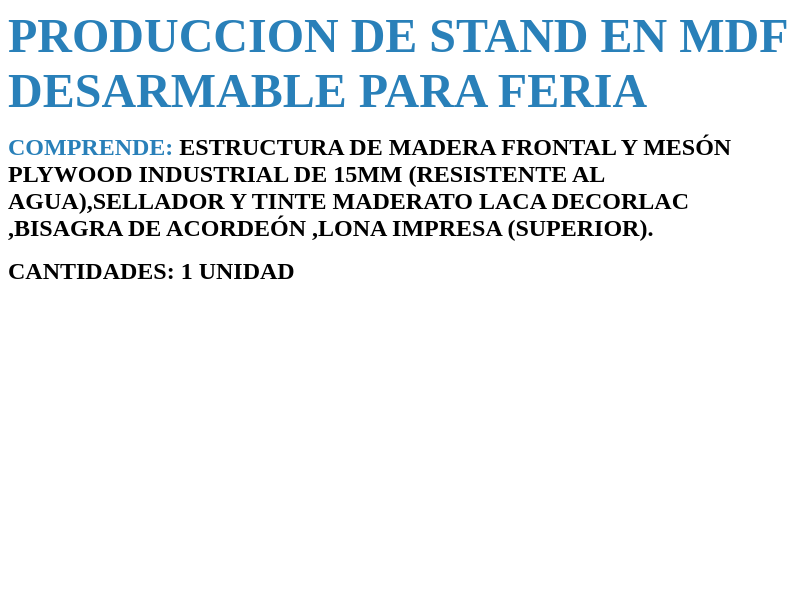 PRODUCCION DE STAND EN MDF
DESARMABLE PARA FERIA
COMPRENDE: ESTRUCTURA DE MADERA FRONTAL Y MESÓN
PLYWOOD INDUSTRIAL DE 15MM (RESISTENTE AL
AGUA),SELLADOR Y TINTE MADERATO LACA DECORLAC
,BISAGRA DE ACORDEÓN ,LONA IMPRESA (SUPERIOR).
CANTIDADES: 1 UNIDAD